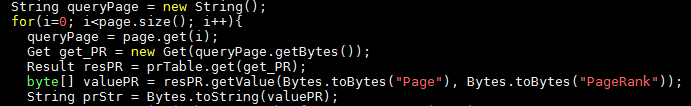 String queryPage = new String();
for(i=0; i<page.size(); i++){
queryPage = page.get(i);
Get get_PR = new Get(queryPage.getBytes());
Result resPR = prTable.get(get_PR);
byte[] valuePR = resPR.getValue(Bytes.toBytes("Page"), Bytes.toBytes("PageRank"));
String prStr = Bytes.toString(valuePR);